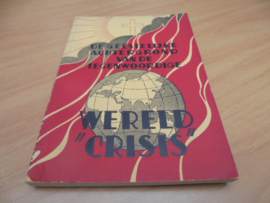 DE GEESTELIJKE
ACHTERGROND
VAN DE
TEGENWOORDIGE
WERELD
"CRISIS"